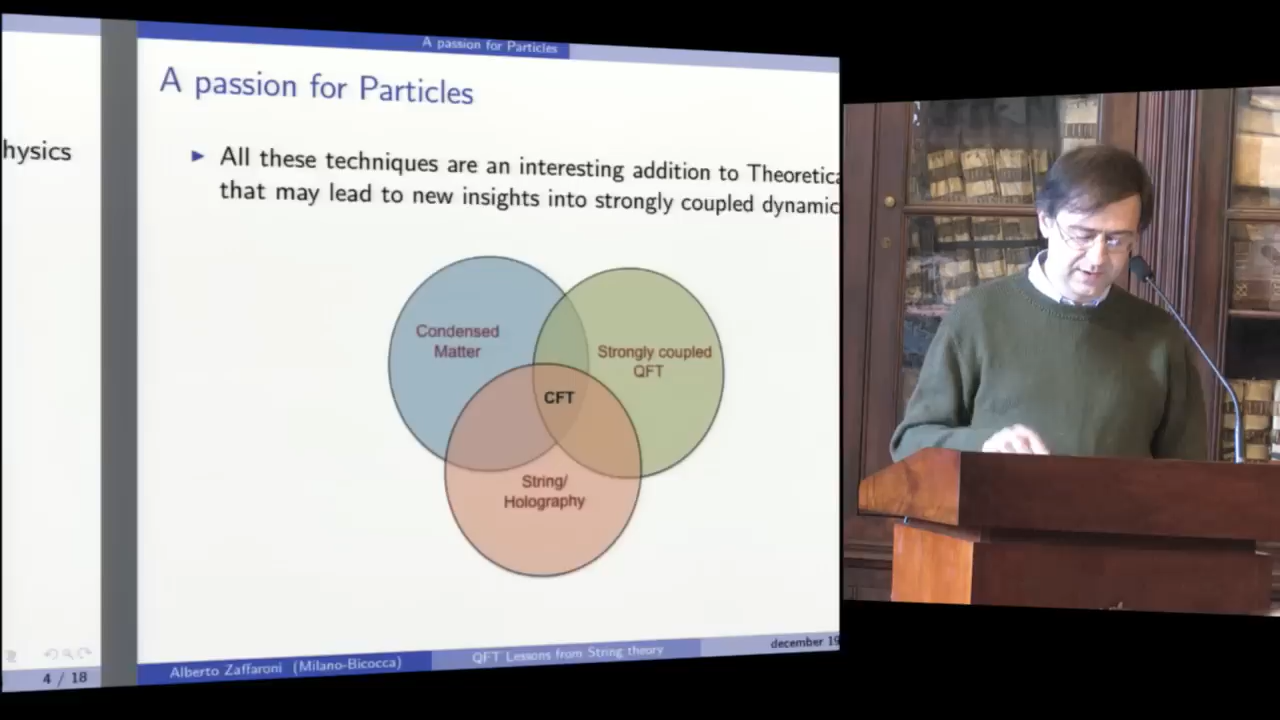 A passion for Particles
A passion for Particles
hysics
All these techniques are an interesting addition to Theoretica
that may lead to new insights into strongly coupled dynamic
Condensed
Matter
Strongly coupled
QFT
CFT
String/
Holography
4 / 18
Alberto Zaffaroni (Milano-Bicocca)
QFT Lessons from String theory
december 19